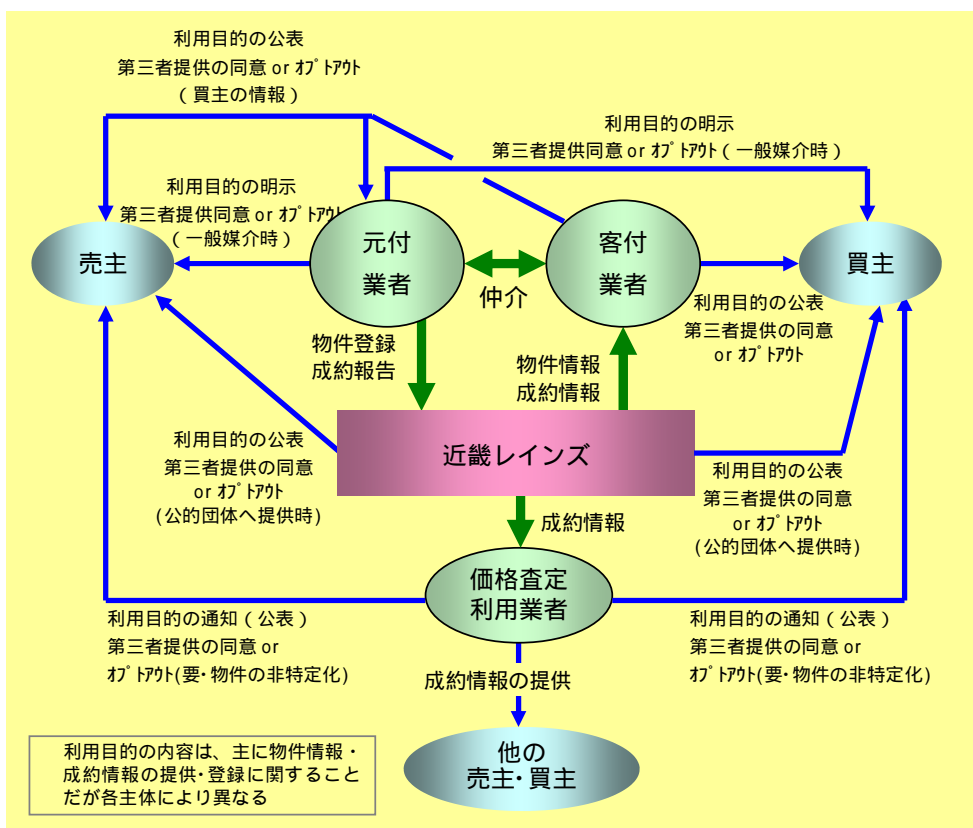 利用目的の公表
第三者提供の同意 or ｵﾌﾟﾄｱｳﾄ
（買主の情報）
利用目的の明示
第三者提供同意 or ｵﾌﾟﾄｱｳﾄ（一般媒介時）
利用目的の明示
第三者提供同意 or ｵﾌﾟﾄｱｳﾄ
（一般媒介時）
売主
元付
業者
仲介
客付
業者
買主
利用目的の公表
第三者提供の同意
or ｵﾌﾟﾄｱｳﾄ
物件登録
成約報告
物件情報
成約情報
近畿レインズ
利用目的の公表
第三者提供の同意
or ｵﾌﾟﾄｱｳﾄ
(公的団体へ提供時)
利用目的の公表
第三者提供の同意
or ｵﾌﾟﾄｱｳﾄ
(公的団体へ提供時)
成約情報
価格査定
利用業者
利用目的の通知（公表）
第三者提供の同意 or
ｵﾌﾟﾄｱｳﾄ(要･物件の非特定化)
利用目的の通知（公表）
第三者提供の同意 or
ｵﾌﾟﾄｱｳﾄ(要･物件の非特定化)
成約情報の提供
他の
売主･買主
利用目的の内容は、主に物件情報・
成約情報の提供･登録に関すること
だが各主体により異なる